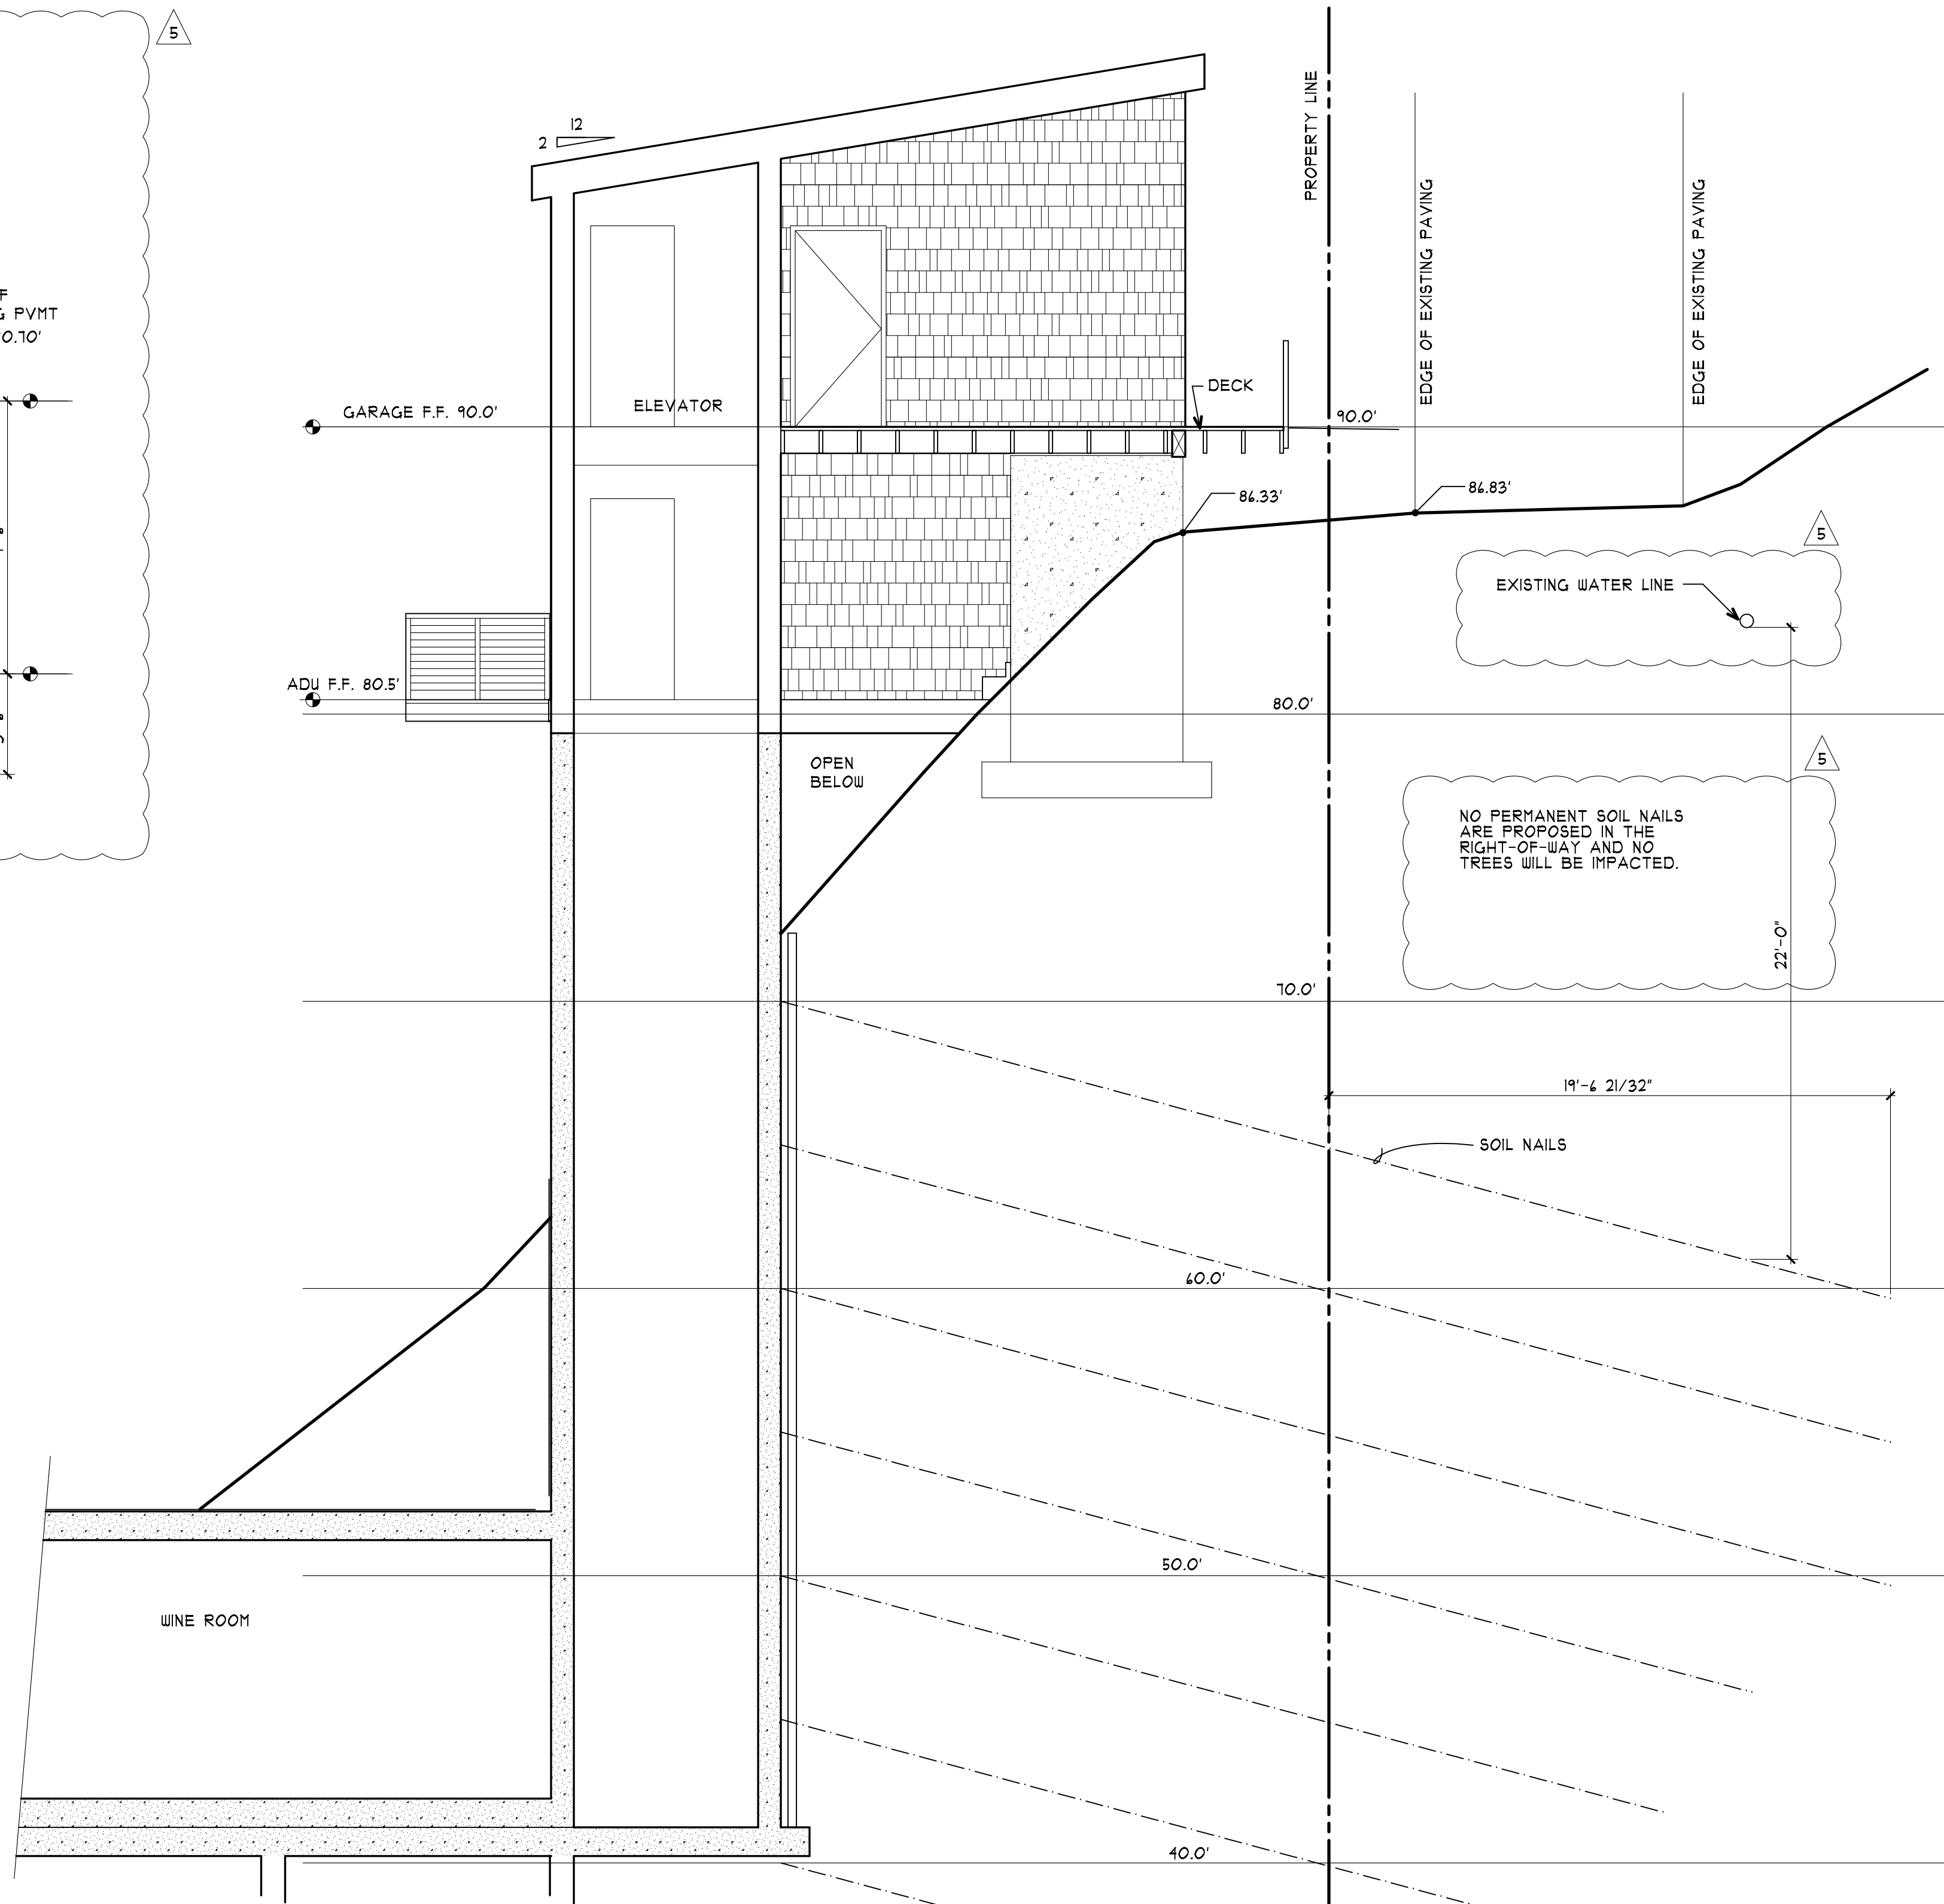 5
12
2
PROPERTY LINE
EDGE OF EXISTING PAVING
EDGE OF EXISTING PAVING
G PVMT
0.70'
GARAGE F.F. 90.0'
ELEVATOR
DECK
90.0'
86.33'
86.83'
5
EXISTING WATER LINE
ADU F.F. 80.5'
80.0'
OPEN
BELOW
5
NO PERMANENT SOIL NAILS
ARE PROPOSED IN THE
RIGHT-OF-WAY AND NO
TREES WILL BE IMPACTED.
22'-0"
70.0'
19'-6 21/32"
SOIL NAILS
60.0'
50.0'
WINE ROOM
40.0'